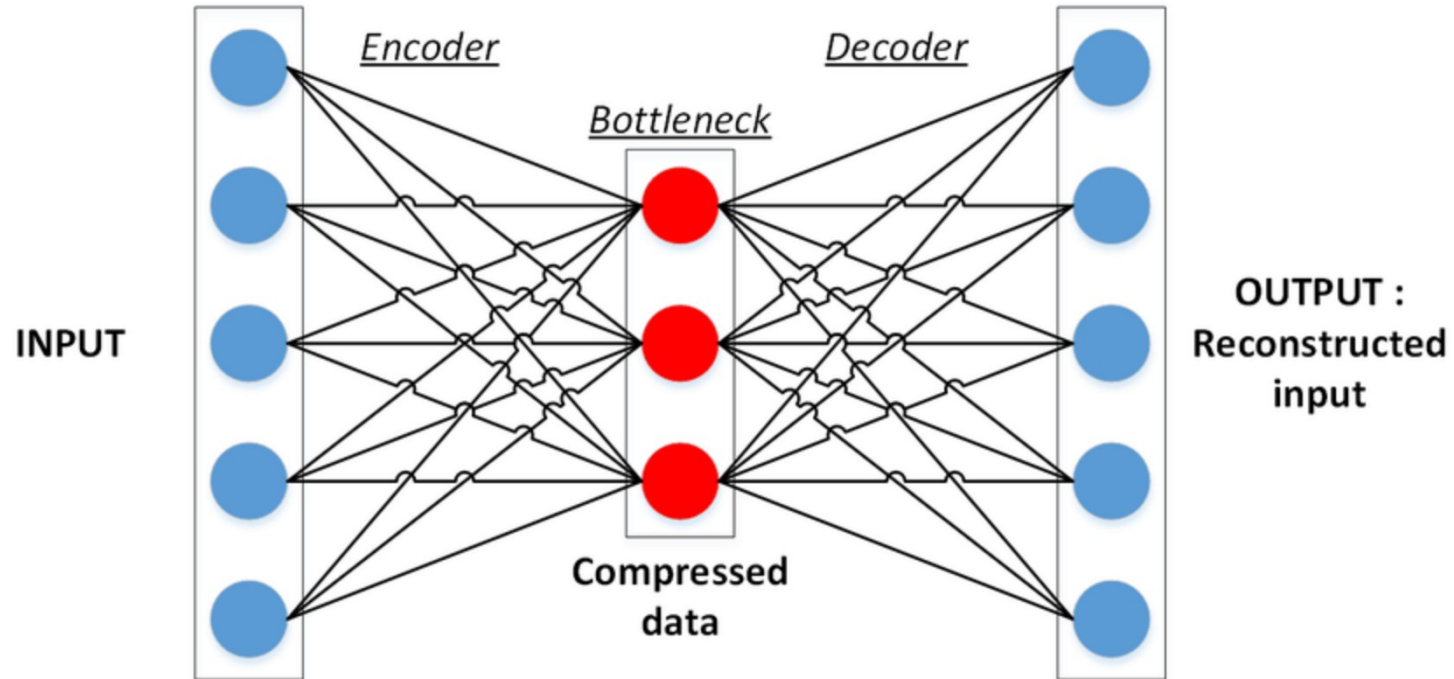 Encoder
Decoder
Bottleneck
INPUT
OUTPUT :
Reconstructed
input
Compressed
data